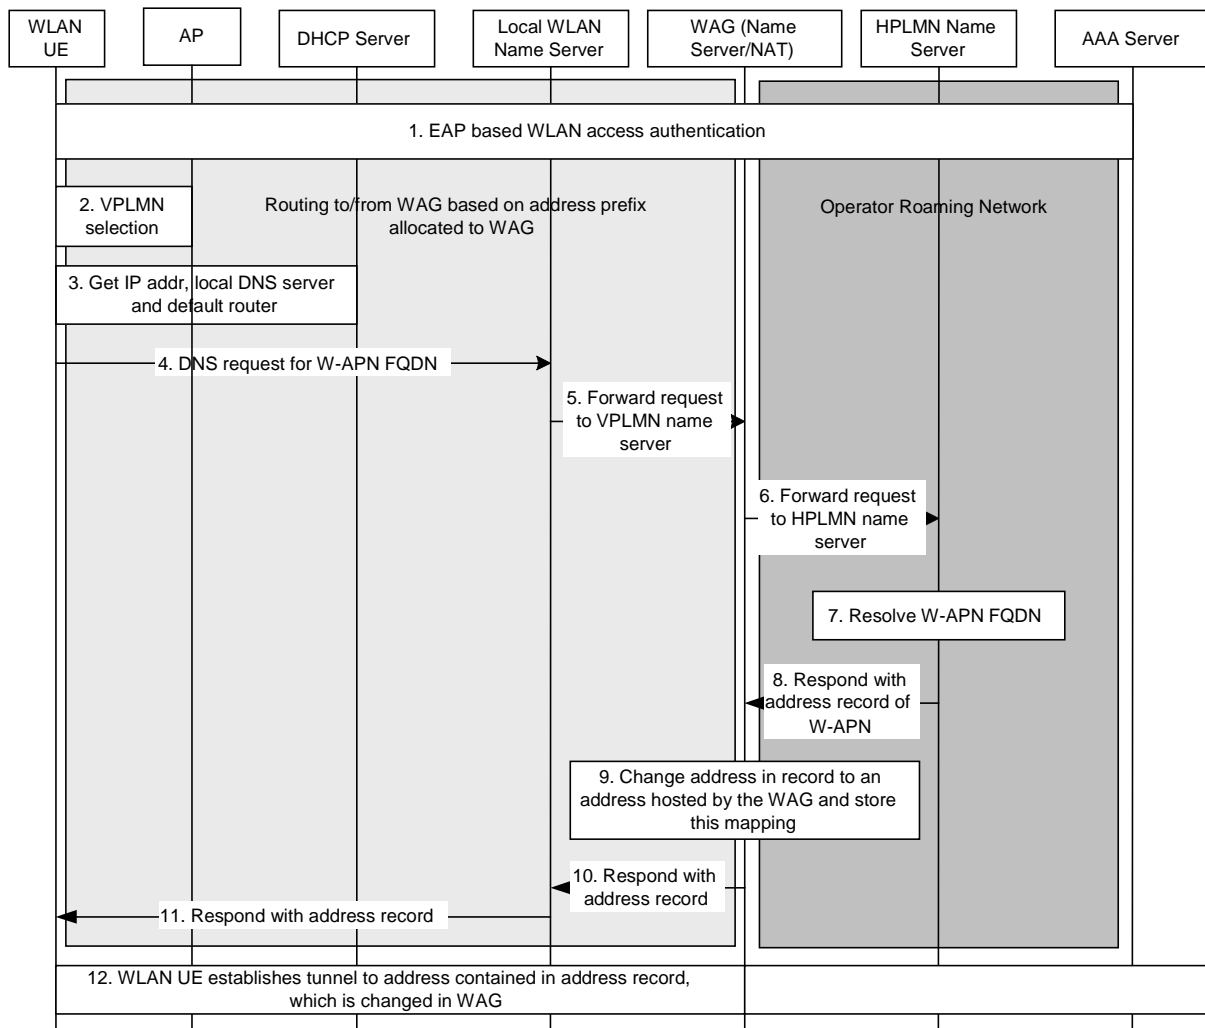 WLAN
UE
AP
DHCP Server
Local WLAN
Name Server
WAG (Name
Server/NAT)
HPLMN Name
Server
AAA Server
1. EAP based WLAN access authentication
2. VPLMN
selection
Routing to/from WAG based on address prefix
allocated to WAG
Operator Roaming Network
3. Get IP addr, local DNS server
and default router
4. DNS request for W-APN FQDN
5. Forward request
to VPLMN name
server
6. Forward request
to HPLMN name
server
7. Resolve W-APN FQDN
8. Respond with
address record of
W-APN
9. Change address in record to an
address hosted by the WAG and store
this mapping
10. Respond with
address record
11. Respond with address record
12. WLAN UE establishes tunnel to address contained in address record,
which is changed in WAG